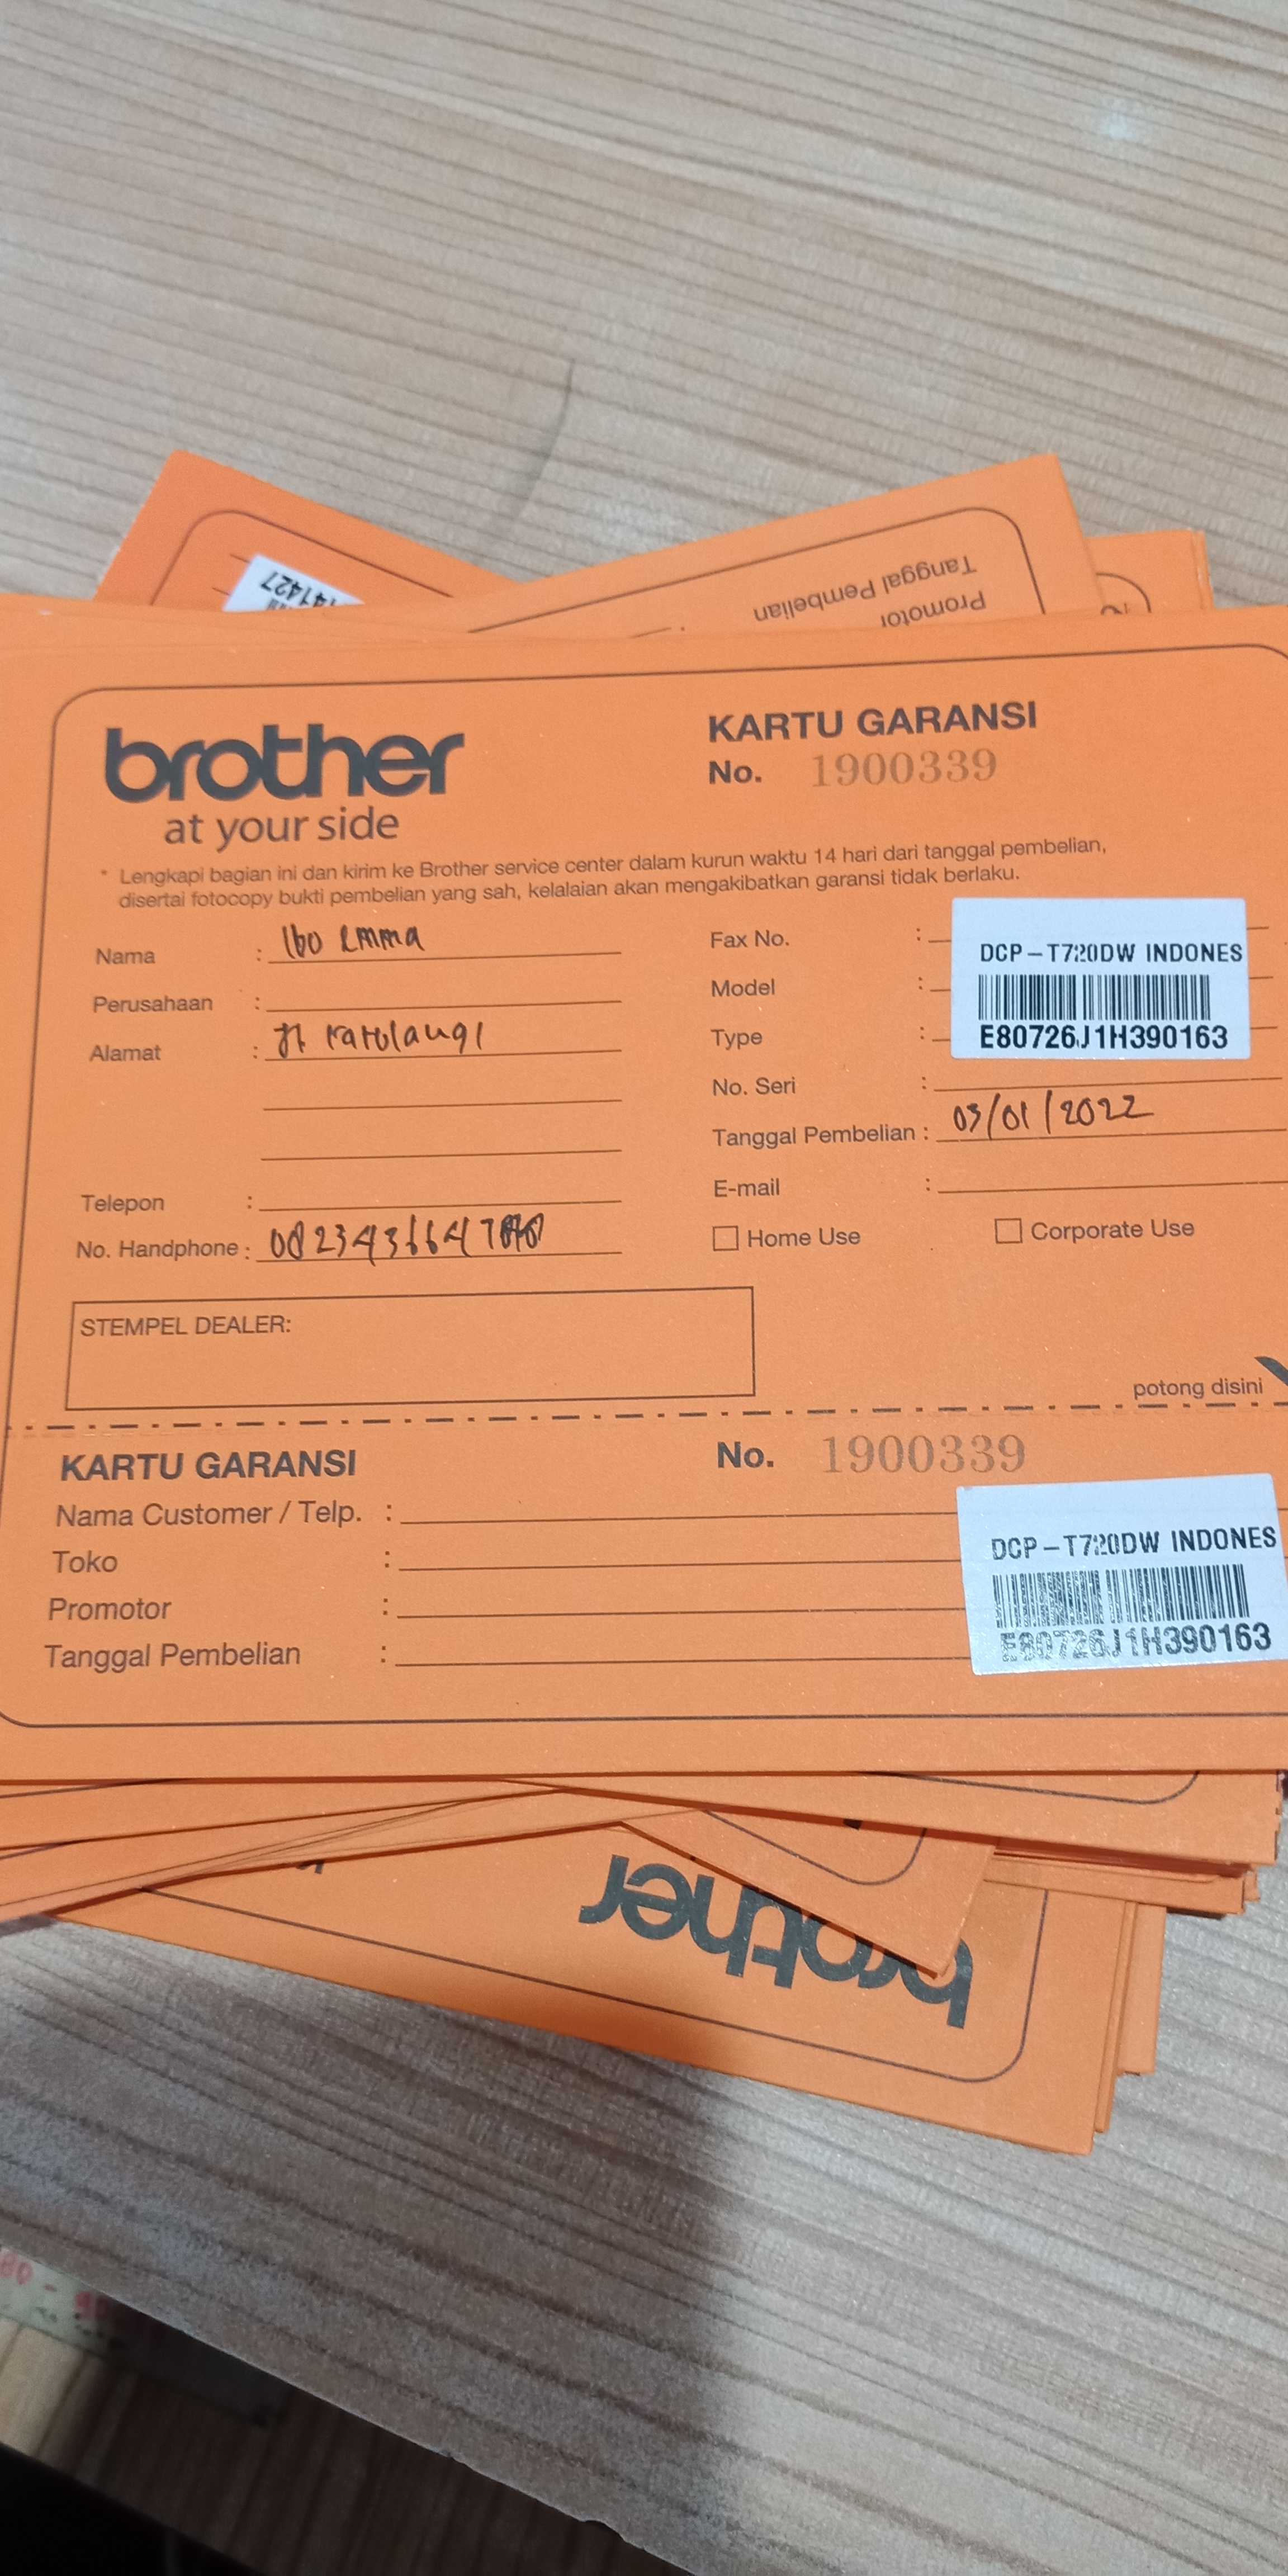 141427
Tanggal Pembelian
Promotor
brother
at your side
KARTU GARANSI
No. 1900339
* Lengkapi bagian ini dan kirim ke Brother service center dalam kurun waktu 14 hari dari tanggal pembelian,
disertai fotocopy bukti pembelian yang sah, kelalaian akan mengakibatkan garansi tidak berlaku.
Nama : Ibo Emma
Perusahaan :
Alamat :
Telepon :
No. Handphone :
Fax No. :
Model :
Type :
No. Seri :
DCP-T720DW INDONES
E80726J1H390163
Tanggal Pembelian : 03/01/2022
E-mail :
Home Use
Corporate Use
STEMPEL DEALER:
potong disini
KARTU GARANSI
No. 1900339
Nama Customer / Telp. :
Toko :
Promotor :
Tanggal Pembelian :
DCP-T720DW INDONES
E80726J1H390163
brother